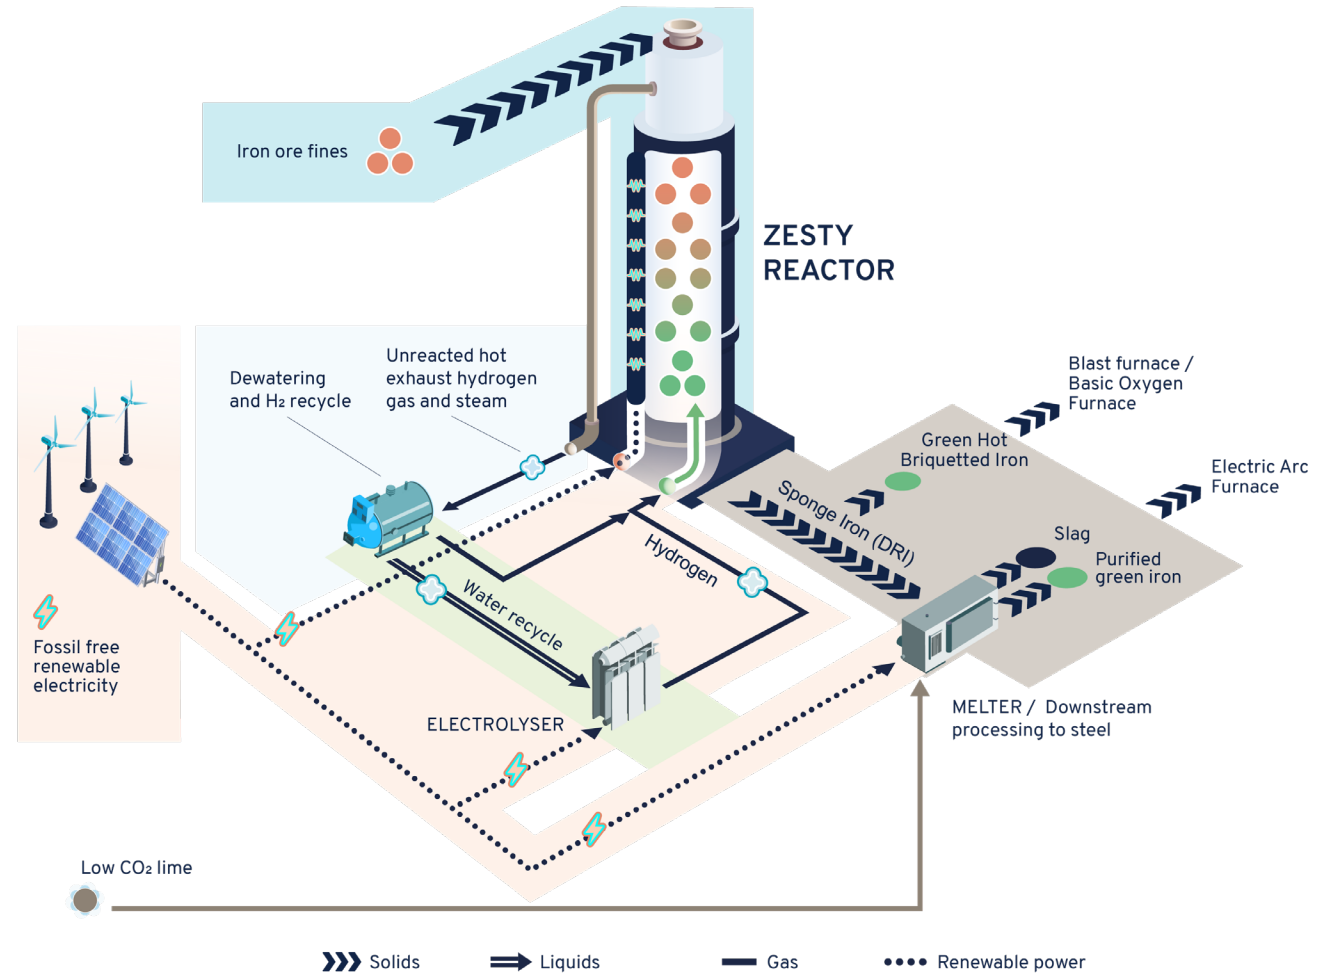 Iron ore fines
ZESTY
REACTOR
Unreacted hot
exhaust hydrogen
gas and steam
Dewatering
and H₂ recycle
Blast furnace /
Basic Oxygen
Furnace
Green Hot
Briquetted Iron
Electric Arc
Furnace
Sponge Iron (DRI)
Slag
Purified
green iron
Hydrogen
Water recycle
Fossil free
renewable
electricity
ELECTROLYSER
MELTER / Downstream
processing to steel
Low CO₂ lime
Solids
Liquids
Gas
Renewable power